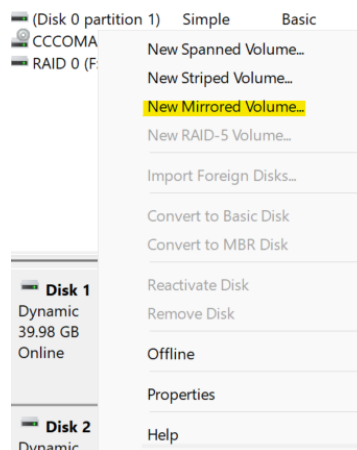 (Disk 0 partition 1) Simple Basic
CCCOMA
RAID 0 (F:
New Spanned Volume...
New Striped Volume...
New Mirrored Volume...
New RAID-5 Volume...
Import Foreign Disks...
Convert to Basic Disk
Convert to MBR Disk
Reactivate Disk
Remove Disk
Offline
Properties
Help
Disk 1
Dynamic
39.98 GB
Online
Disk 2
Dynamic